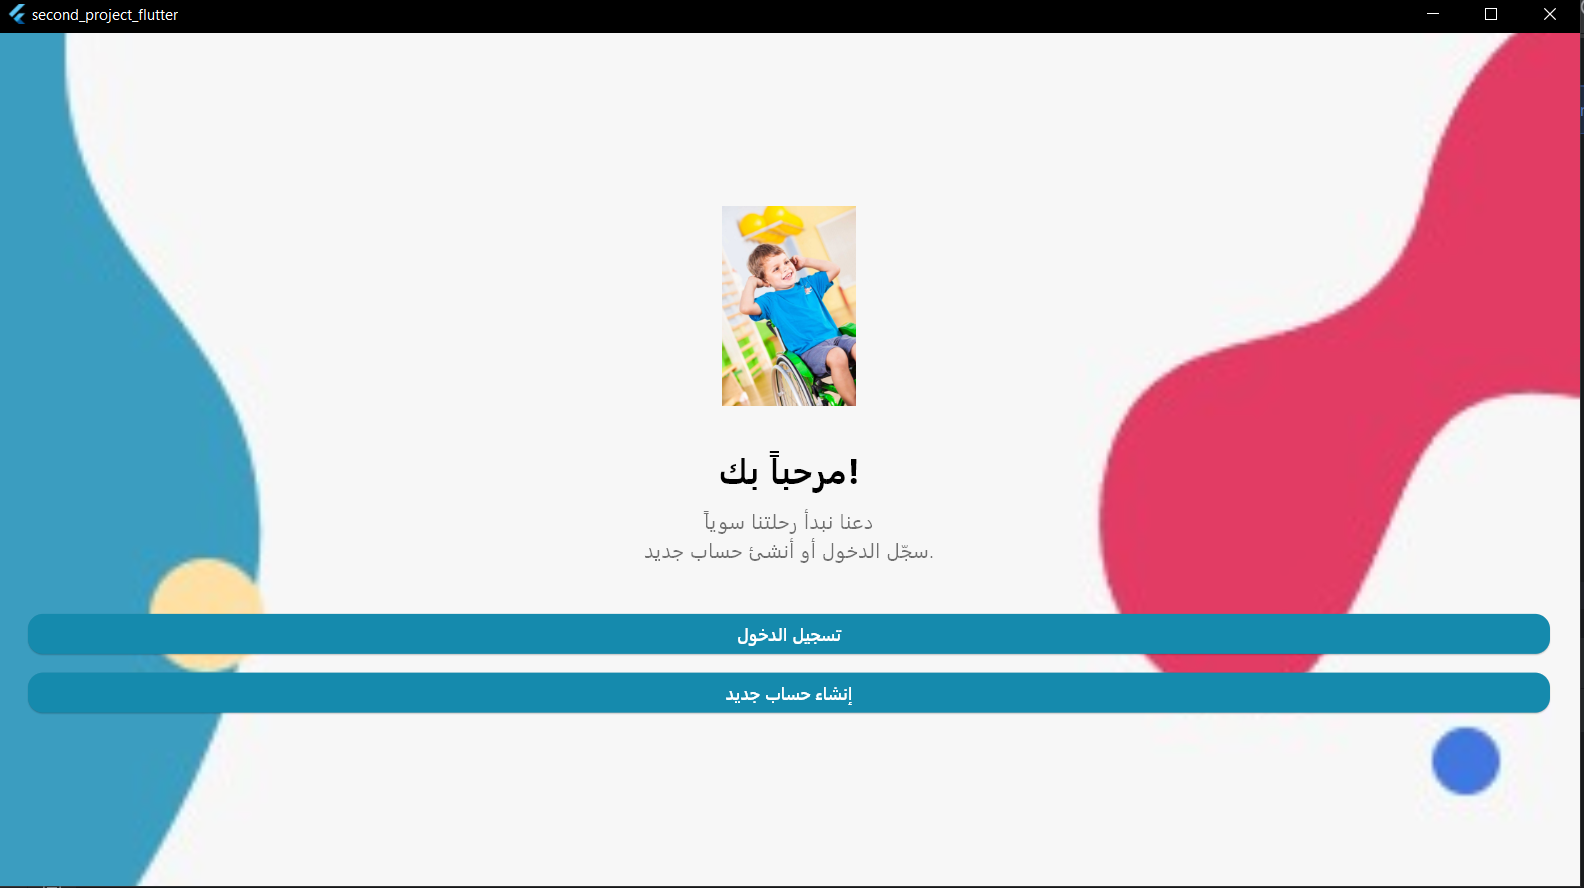 second_project_flutter
مرحباً بك!
دعنا نبدأ رحلتنا سوياً
سجّل الدخول أو أنشئ حساب جديد.
تسجيل الدخول
إنشاء حساب جديد